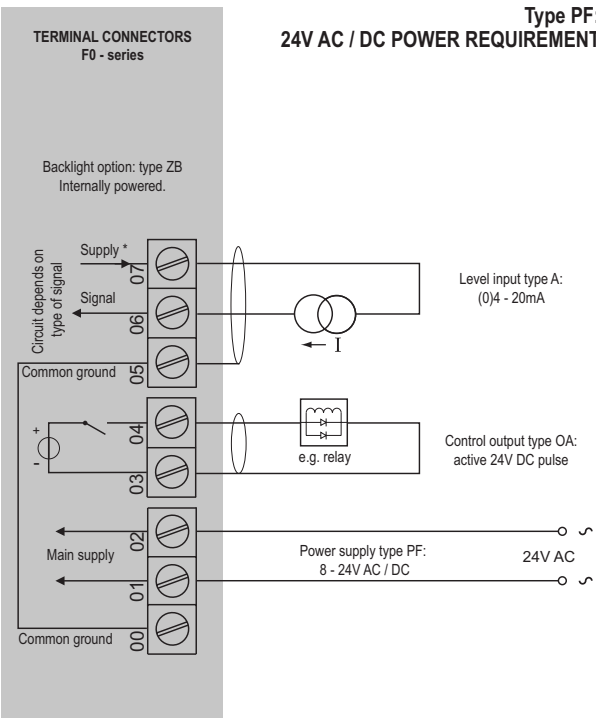 TERMINAL CONNECTORS
F0 - series
Type PF:
24V AC / DC POWER REQUIREMENT
Backlight option: type ZB
Internally powered.
Circuit depends on
type of signal
Supply *
07
Signal
06
Common ground
05
I
Level input type A:
(0)4 - 20mA
+
-
04
03
e.g. relay
Control output type OA:
active 24V DC pulse
02
Main supply
01
Power supply type PF:
8 - 24V AC / DC
24V AC
Common ground
00